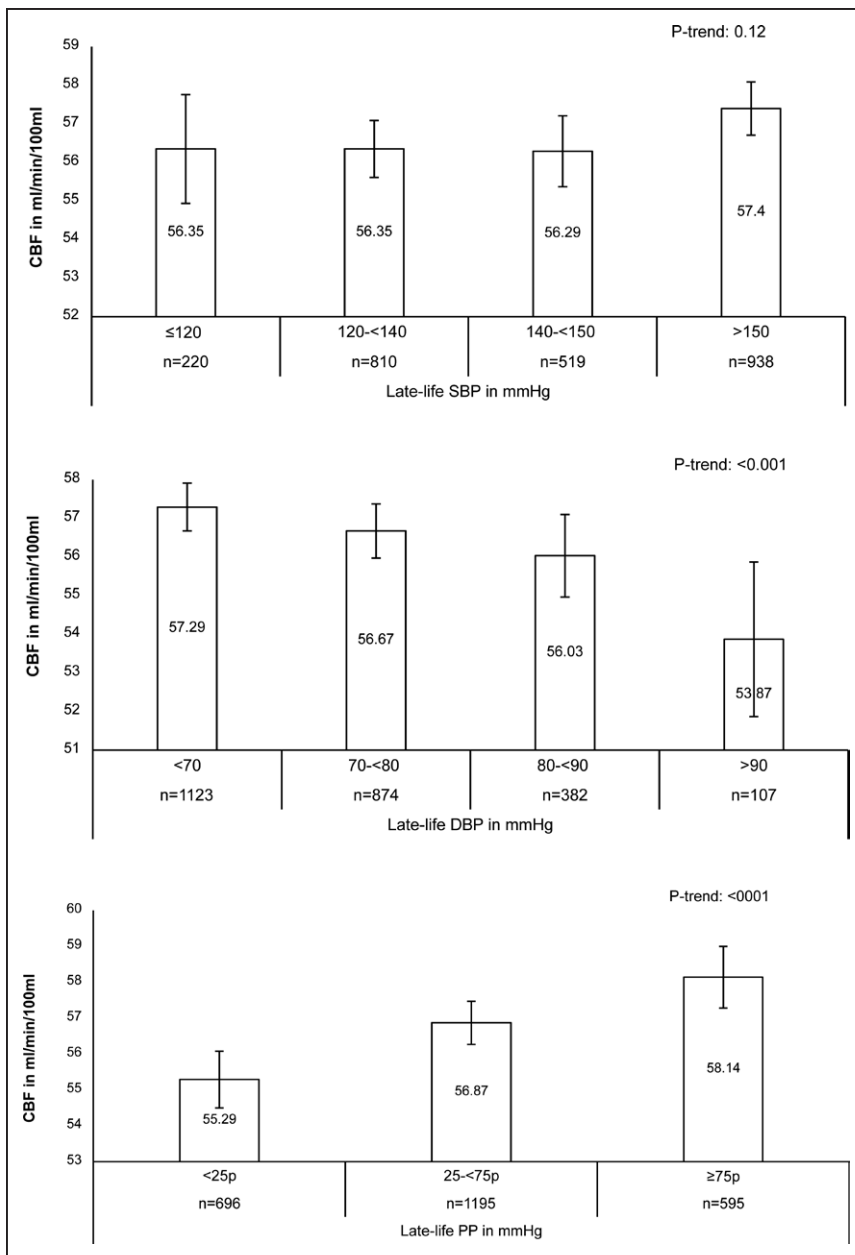 P-trend: 0.12
CBF in ml/min/100ml
59
58
57
56
55
54
53
52
56.35
56.35
56.29
57.4
≤120
120-<140
140-<150
>150
n=220
n=810
n=519
n=938
Late-life SBP in mmHg
P-trend: <0.001
CBF in ml/min/100ml
58
57
56
55
54
53
52
51
57.29
56.67
56.03
53.87
<70
70-<80
80-<90
>90
n=1123
n=874
n=382
n=107
Late-life DBP in mmHg
P-trend: <0001
CBF in ml/min/100ml
60
59
58
57
56
55
54
53
55.29
56.87
58.14
<25p
25-<75p
≥75p
n=696
n=1195
n=595
Late-life PP in mmHg